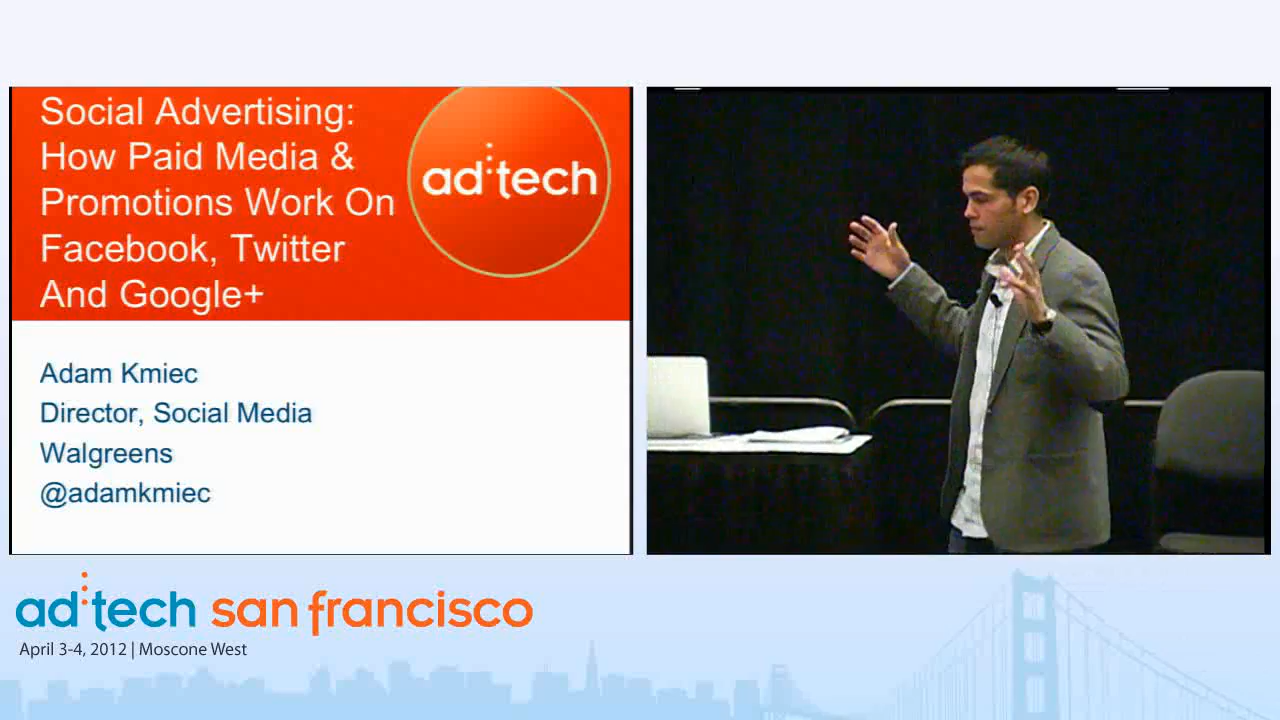 Social Advertising:
How Paid Media &
Promotions Work On
Facebook, Twitter
And Google+
ad:tech
Adam Kmiec
Director, Social Media
Walgreens
@adamkmiec
ad:tech san francisco
April 3-4, 2012 | Moscone West